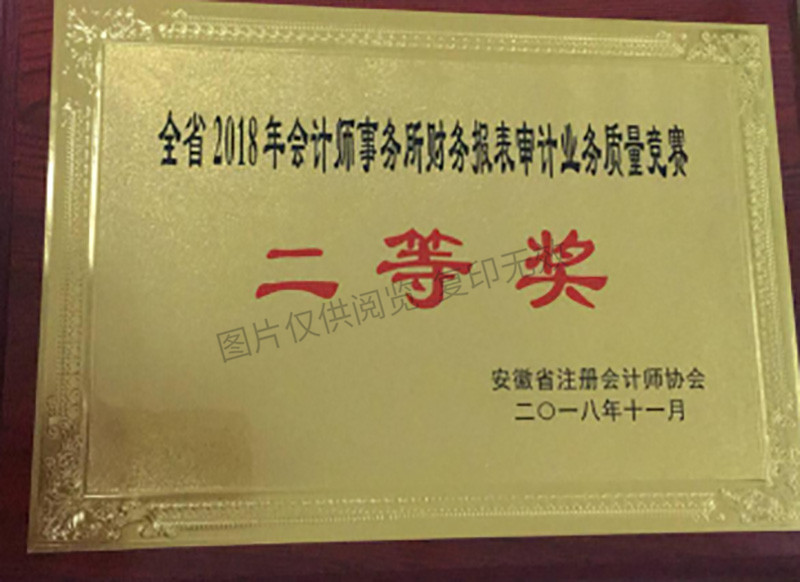 全省2018年会计师事务所财务报表审计业务质量竞赛
二等奖
图片仅供阅览 复印无效
安徽省注册会计师协会
二〇一八年十一月